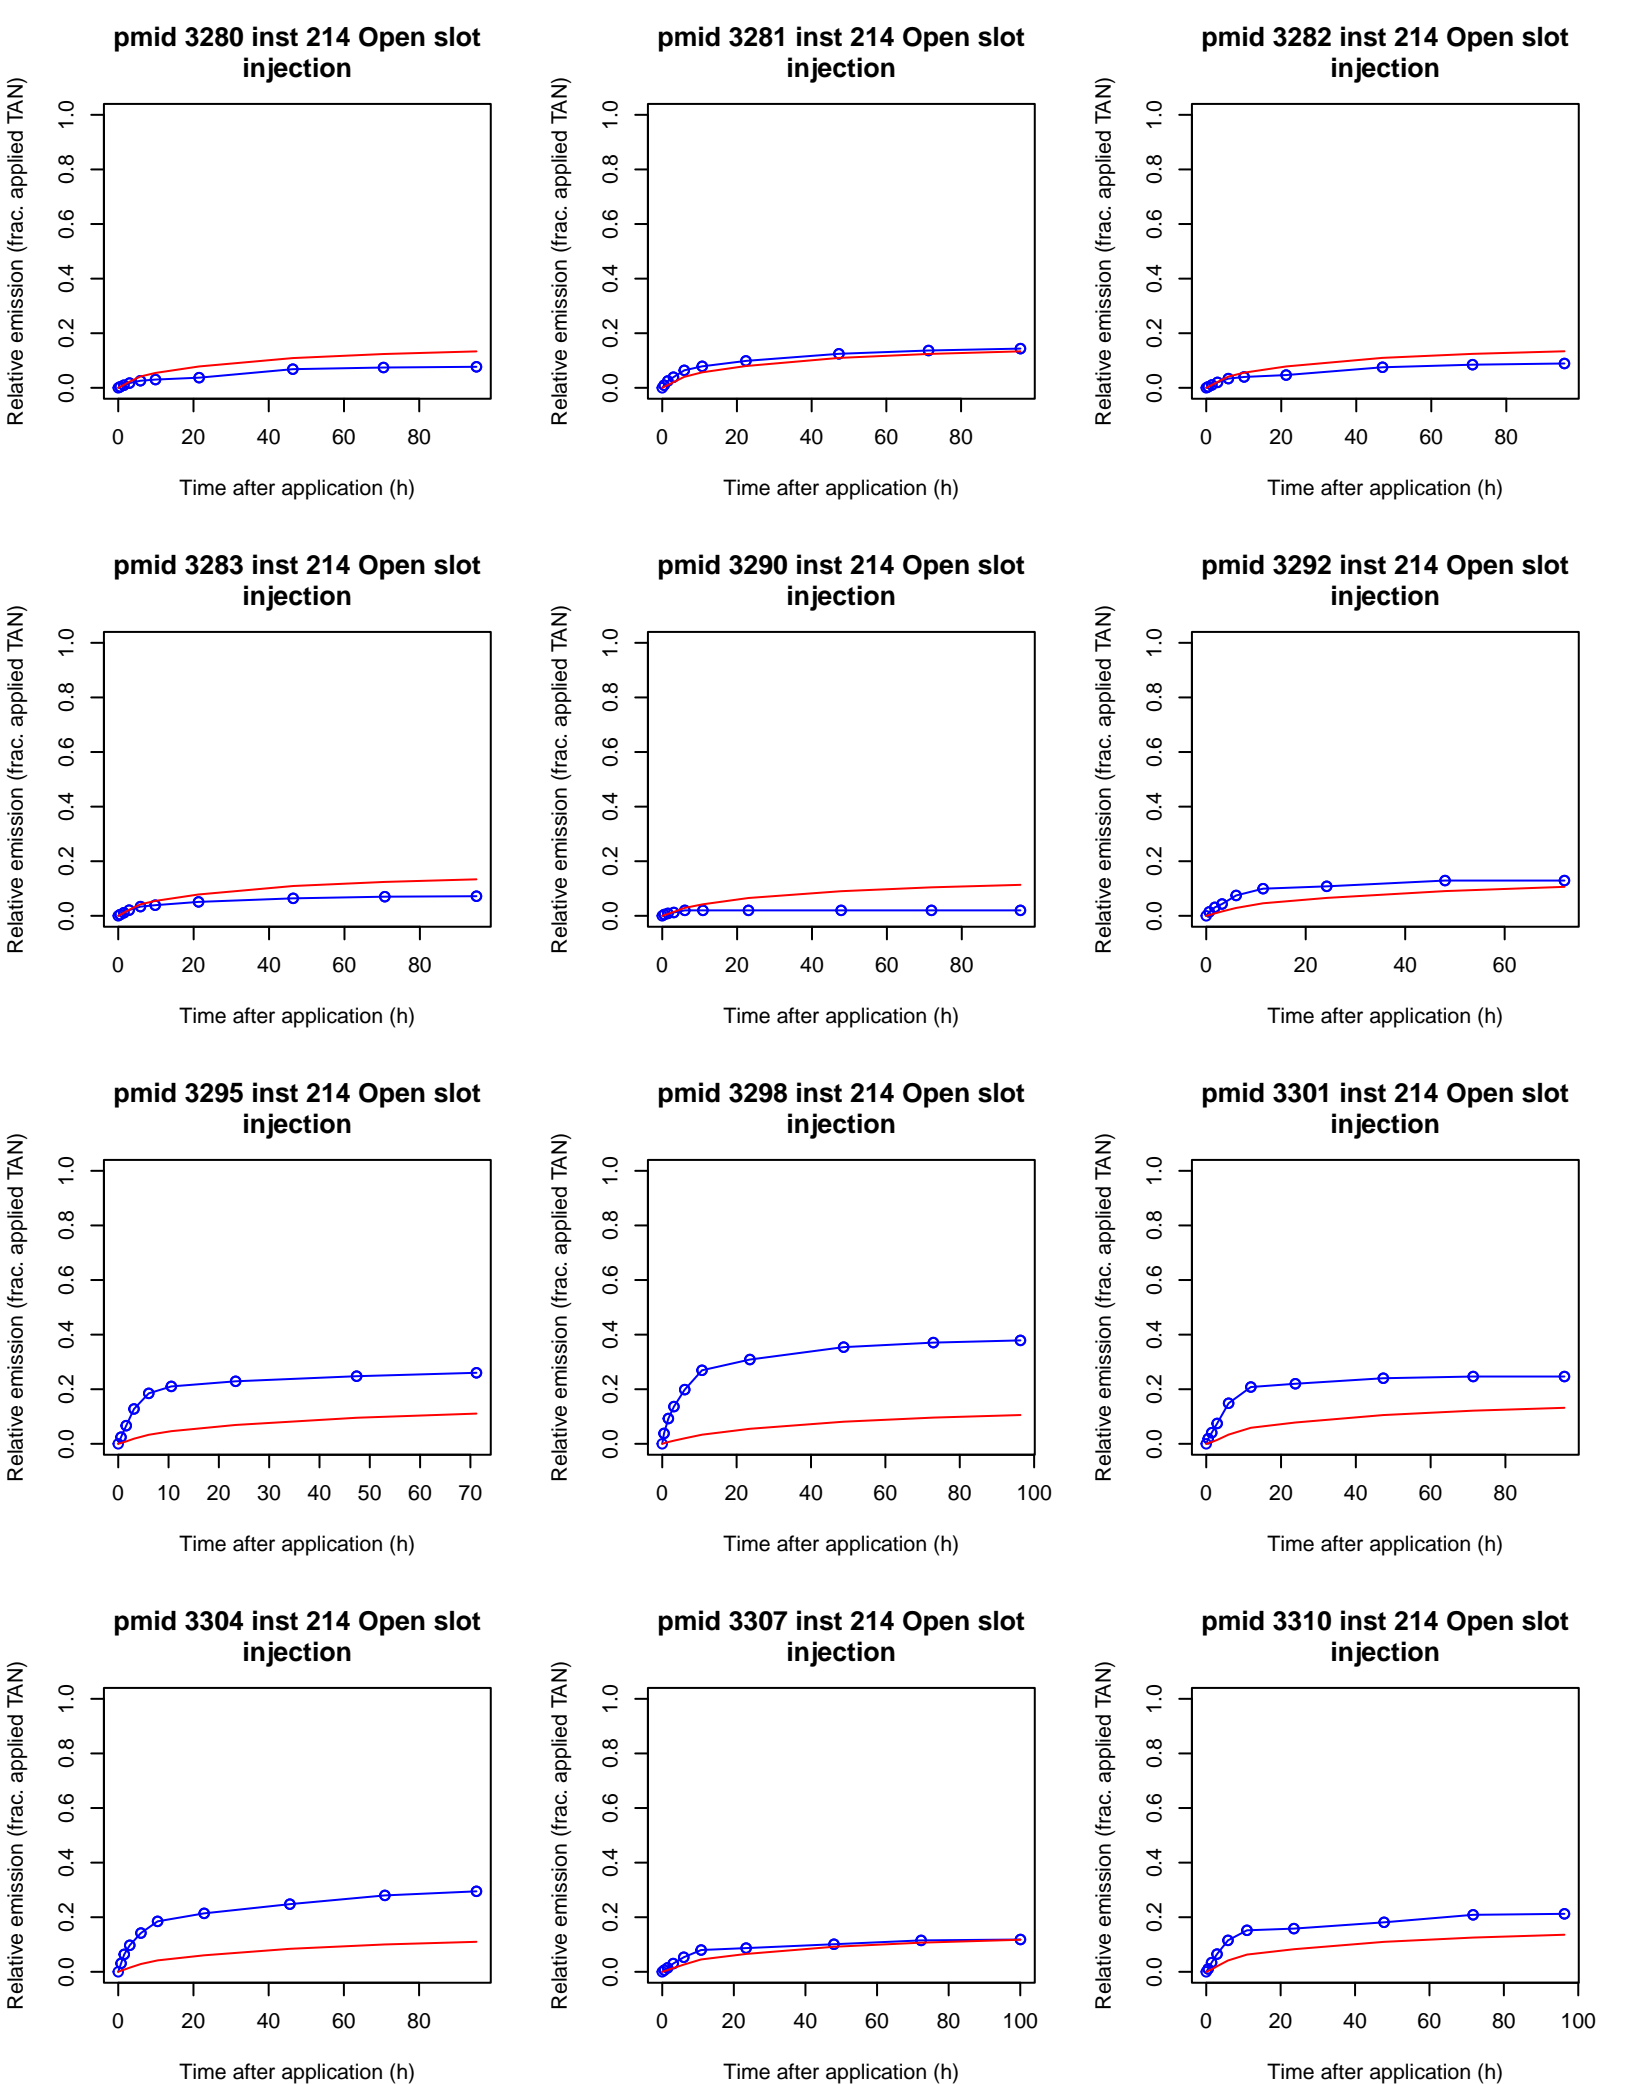 pmid 3280 inst 214 Open slot
injection
Relative emission (frac. applied TAN)
1.0
0.8
0.6
0.4
0.2
0.0
0 20 40 60 80
Time after application (h)
pmid 3281 inst 214 Open slot
injection
Relative emission (frac. applied TAN)
1.0
0.8
0.6
0.4
0.2
0.0
0 20 40 60 80
Time after application (h)
pmid 3282 inst 214 Open slot
injection
Relative emission (frac. applied TAN)
1.0
0.8
0.6
0.4
0.2
0.0
0 20 40 60 80
Time after application (h)
pmid 3283 inst 214 Open slot
injection
Relative emission (frac. applied TAN)
1.0
0.8
0.6
0.4
0.2
0.0
0 20 40 60 80
Time after application (h)
pmid 3290 inst 214 Open slot
injection
Relative emission (frac. applied TAN)
1.0
0.8
0.6
0.4
0.2
0.0
0 20 40 60 80
Time after application (h)
pmid 3292 inst 214 Open slot
injection
Relative emission (frac. applied TAN)
1.0
0.8
0.6
0.4
0.2
0.0
0 20 40 60
Time after application (h)
pmid 3295 inst 214 Open slot
injection
Relative emission (frac. applied TAN)
1.0
0.8
0.6
0.4
0.2
0.0
0 10 20 30 40 50 60 70
Time after application (h)
pmid 3298 inst 214 Open slot
injection
Relative emission (frac. applied TAN)
1.0
0.8
0.6
0.4
0.2
0.0
0 20 40 60 80 100
Time after application (h)
pmid 3301 inst 214 Open slot
injection
Relative emission (frac. applied TAN)
1.0
0.8
0.6
0.4
0.2
0.0
0 20 40 60 80
Time after application (h)
pmid 3304 inst 214 Open slot
injection
Relative emission (frac. applied TAN)
1.0
0.8
0.6
0.4
0.2
0.0
0 20 40 60 80
Time after application (h)
pmid 3307 inst 214 Open slot
injection
Relative emission (frac. applied TAN)
1.0
0.8
0.6
0.4
0.2
0.0
0 20 40 60 80 100
Time after application (h)
pmid 3310 inst 214 Open slot
injection
Relative emission (frac. applied TAN)
1.0
0.8
0.6
0.4
0.2
0.0
0 20 40 60 80 100
Time after application (h)